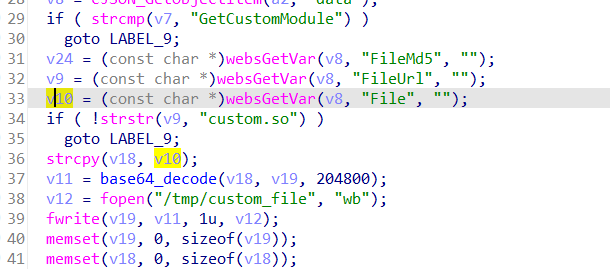 29 if ( strcmp(v7, "GetCustomModule") )
30 goto LABEL_9;
31 v24 = (const char *)websGetVar(v8, "FileMd5", "");
32 v9 = (const char *)websGetVar(v8, "FileUrl", "");
33 v10 = (const char *)websGetVar(v8, "File", "");
34 if ( !strstr(v9, "custom.so") )
35 goto LABEL_9;
36 strcpy(v18, v10);
37 v11 = base64_decode(v18, v19, 204800);
38 v12 = fopen("/tmp/custom_file", "wb");
39 fwrite(v19, v11, 1u, v12);
40 memset(v19, 0, sizeof(v19));
41 memset(v18, 0, sizeof(v18));